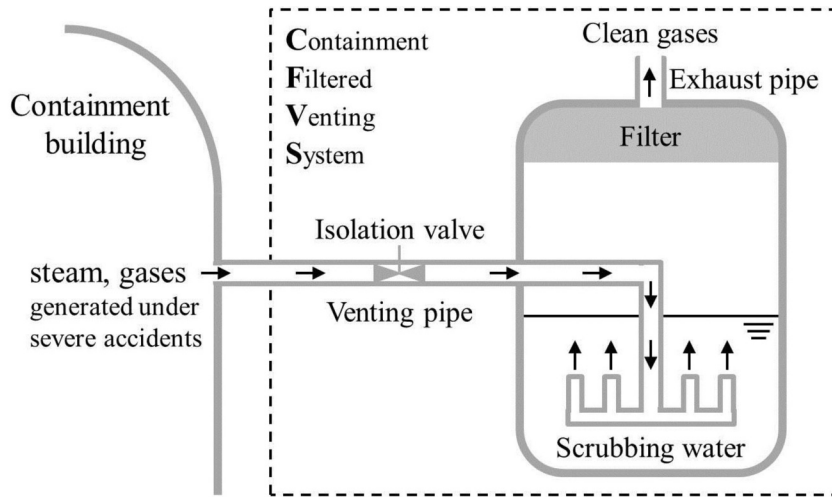 Containment
building
steam, gases
generated under
severe accidents
Containment
Filtered
Venting
System
Isolation valve
Venting pipe
Clean gases
Exhaust pipe
Filter
Scrubbing water